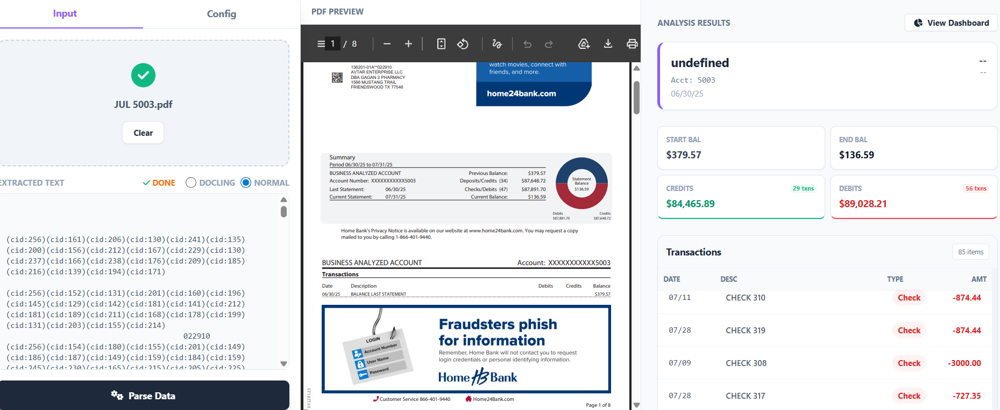 Input
Config
JUL 5003.pdf
Clear
EXTRACTED TEXT
DONE
DOCLING
NORMAL
(cid:256)(cid:161)(cid:206)(cid:130)(cid:241)(cid:135)
(cid:200)(cid:156)(cid:212)(cid:167)(cid:229)(cid:130)
(cid:237)(cid:166)(cid:238)(cid:176)(cid:209)(cid:185)
(cid:216)(cid:139)(cid:194)(cid:171)
(cid:256)(cid:152)(cid:131)(cid:201)(cid:160)(cid:196)
(cid:145)(cid:129)(cid:142)(cid:181)(cid:141)(cid:212)
(cid:181)(cid:189)(cid:211)(cid:168)(cid:178)(cid:199)
(cid:131)(cid:203)(cid:155)(cid:214)
022910
(cid:256)(cid:154)(cid:180)(cid:155)(cid:201)(cid:149)
(cid:186)(cid:187)(cid:149)(cid:159)(cid:184)(cid:159)
(cid:245)(cid:230)(cid:165)(cid:215)(cid:205)(cid:225)
Parse Data
PDF PREVIEW
1 / 8
136201-01A**022910
AVTAR ENTERPRISE LLC
DBA GAGAN 2 PHARMACY
1586 MUSTANG TRAIL
FRIENDSWOOD TX 77546
watch movies, connect with
friends, and more.
home24bank.com
Summary
Period 06/30/25 to 07/31/25
BUSINESS ANALYZED ACCOUNT Previous Balance: $379.57
Account Number: XXXXXXXXXXX5003 Deposits/Credits (34) $87,648.72
Last Statement: 06/30/25 Checks/Debits (47) $87,891.70
Current Statement: 07/31/25 Current Balance: $136.59
Statement
Balance
$136.59
Debits
$87,891.70
Credits
$87,648.72
Home Bank's Privacy Notice is available on our website at www.home24bank.com. You may request a copy
mailed to you by calling 1-866-401-9440.
BUSINESS ANALYZED ACCOUNT Account: XXXXXXXXXXX5003
Transactions
Date Description Debits Credits Balance
06/30/25 BALANCE LAST STATEMENT $379.57
LOGIN
Account Number
User Name
Password
Fraudsters phish
for information
Remember, Home Bank will not contact you to request
login credentials or personal identifying information.
Home Bank
00128123
Customer Service 866-401-9440 Home24Bank.com
Page 1 of 8
ANALYSIS RESULTS
View Dashboard
undefined --
Acct: 5003 --
06/30/25
START BAL
$379.57
END BAL
$136.59
CREDITS 29 txns
$84,465.89
DEBITS 56 txns
$89,028.21
Transactions 85 items
DATE DESC TYPE AMT
07/11 CHECK 310 Check -874.44
07/28 CHECK 319 Check -874.44
07/09 CHECK 308 Check -3000.00
07/28 CHECK 317 Check -727.35